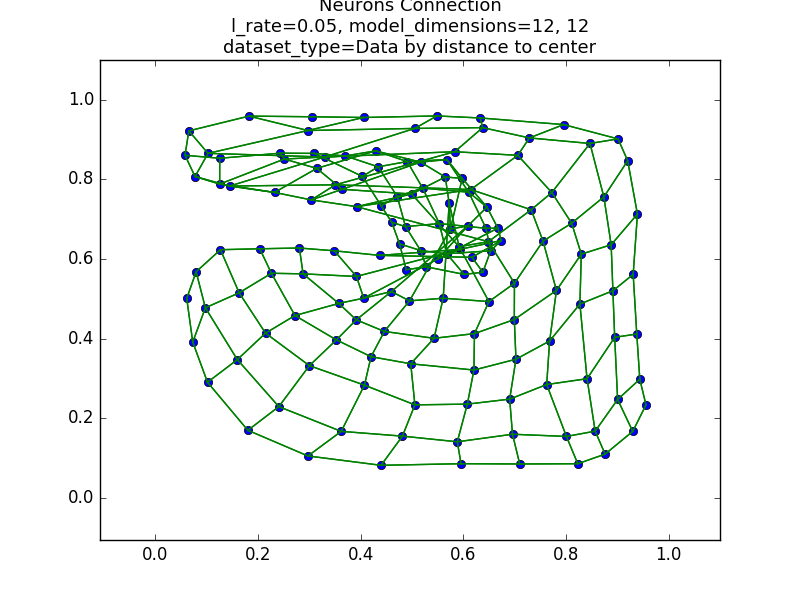 Neurons Connection
l_rate=0.05, model_dimensions=12, 12
dataset_type=Data by distance to center
1.0
0.8
0.6
0.4
0.2
0.0
0.0 0.2 0.4 0.6 0.8 1.0